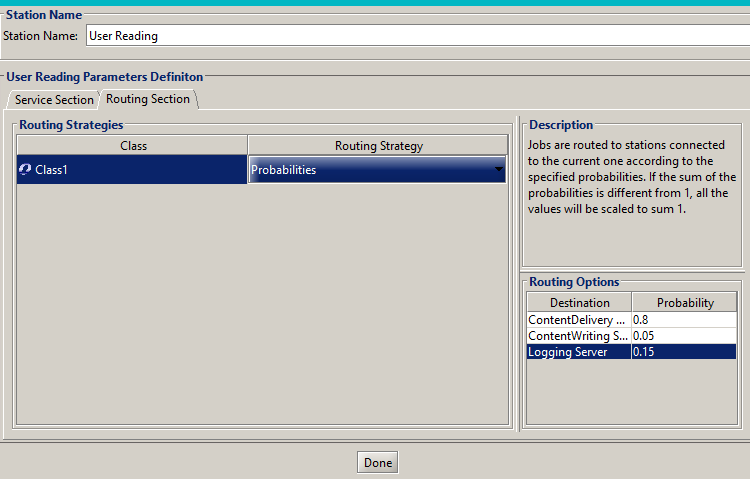 Station Name
Station Name: User Reading
User Reading Parameters Definiton
Service Section Routing Section
Routing Strategies
Class Routing Strategy
Class1 Probabilities
Description
Jobs are routed to stations connected
to the current one according to the
specified probabilities. If the sum of the
probabilities is different from 1, all the
values will be scaled to sum 1.
Routing Options
Destination Probability
ContentDelivery ... 0.8
ContentWriting S... 0.05
Logging Server 0.15
Done